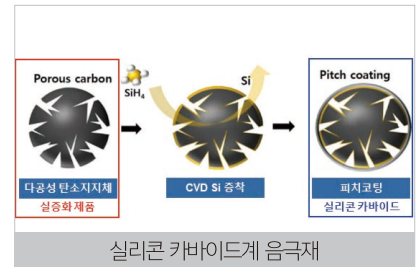 Porous carbon
SiH4
Si
Pitch coating
다공성 탄소지지체
CVD Si 증착
피치코팅
실증화 제품
실리콘 카바이드
실리콘 카바이드계 음극재